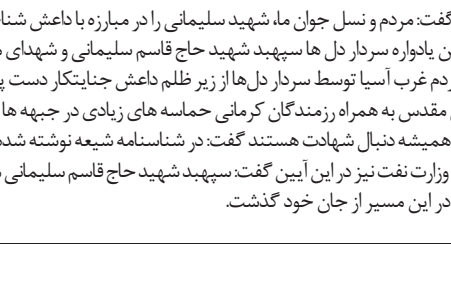 گفت: مردم و نسل جوان ما، شهید سلیمانی را در مبارزه با داعش
ن یادواره سردار دل ها سپهبد شهید حاج قاسم سلیمانی و شهدای
دم غرب آسیا توسط سردار دل‌ها از زیر ظلم داعش جنایتکار دست
مقدس به همراه رزمندگان کرمانی حماسه های زیادی در جبهه ها
همیشه دنبال شهادت هستند گفت: در شناسنامه شیعه نوشته شده
وزارت نفت نیز در این آیین گفت: سپهبد شهید حاج قاسم سلیمانی
در این مسیر از جان خود گذشت.